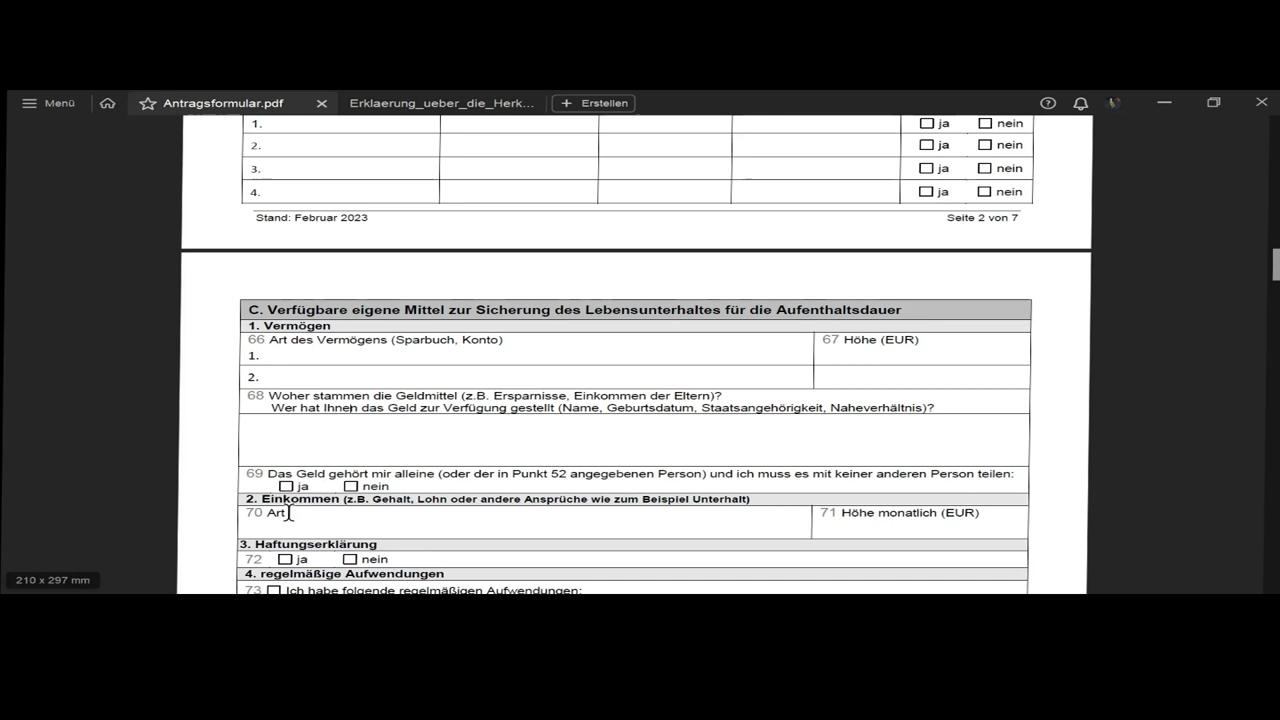 Menü Antragsformular.pdf Erklaerung_ueber_die_Herk... Erstellen
1. ja nein
2. ja nein
3. ja nein
4. ja nein
Stand: Februar 2023 Seite 2 von 7
C. Verfügbare eigene Mittel zur Sicherung des Lebensunterhaltes für die Aufenthaltsdauer
1. Vermögen
66 Art des Vermögens (Sparbuch, Konto) 67 Höhe (EUR)
1.
2.
68 Woher stammen die Geldmittel (z.B. Ersparnisse, Einkommen der Eltern)?
Wer hat Ihnen das Geld zur Verfügung gestellt (Name, Geburtsdatum, Staatsangehörigkeit, Naheverhältnis)?
69 Das Geld gehört mir alleine (oder der in Punkt 52 angegebenen Person) und ich muss es mit keiner anderen Person teilen:
ja nein
2. Einkommen (z.B. Gehalt, Lohn oder andere Ansprüche wie zum Beispiel Unterhalt)
70 Art 71 Höhe monatlich (EUR)
3. Haftungserklärung
72 ja nein
4. regelmäßige Aufwendungen
73 Ich habe folgende regelmäßigen Aufwendungen:
210 x 297 mm